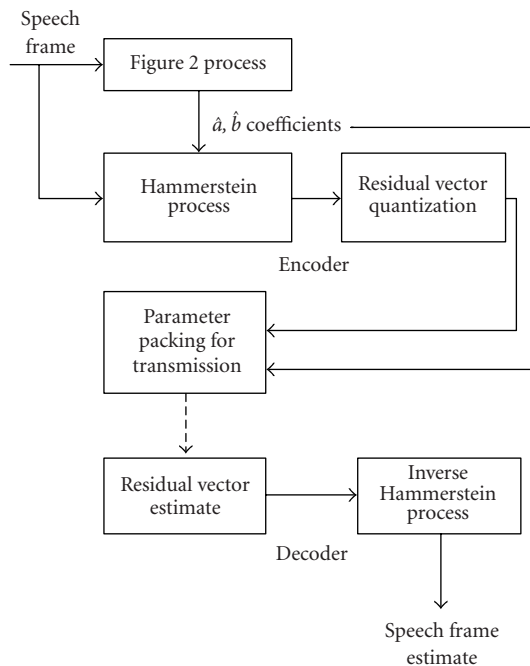 Speech
frame
Figure 2 process
â, b̂ coefficients
Hammerstein
process
Residual vector
quantization
Encoder
Parameter
packing for
transmission
Residual vector
estimate
Inverse
Hammerstein
process
Decoder
Speech frame
estimate